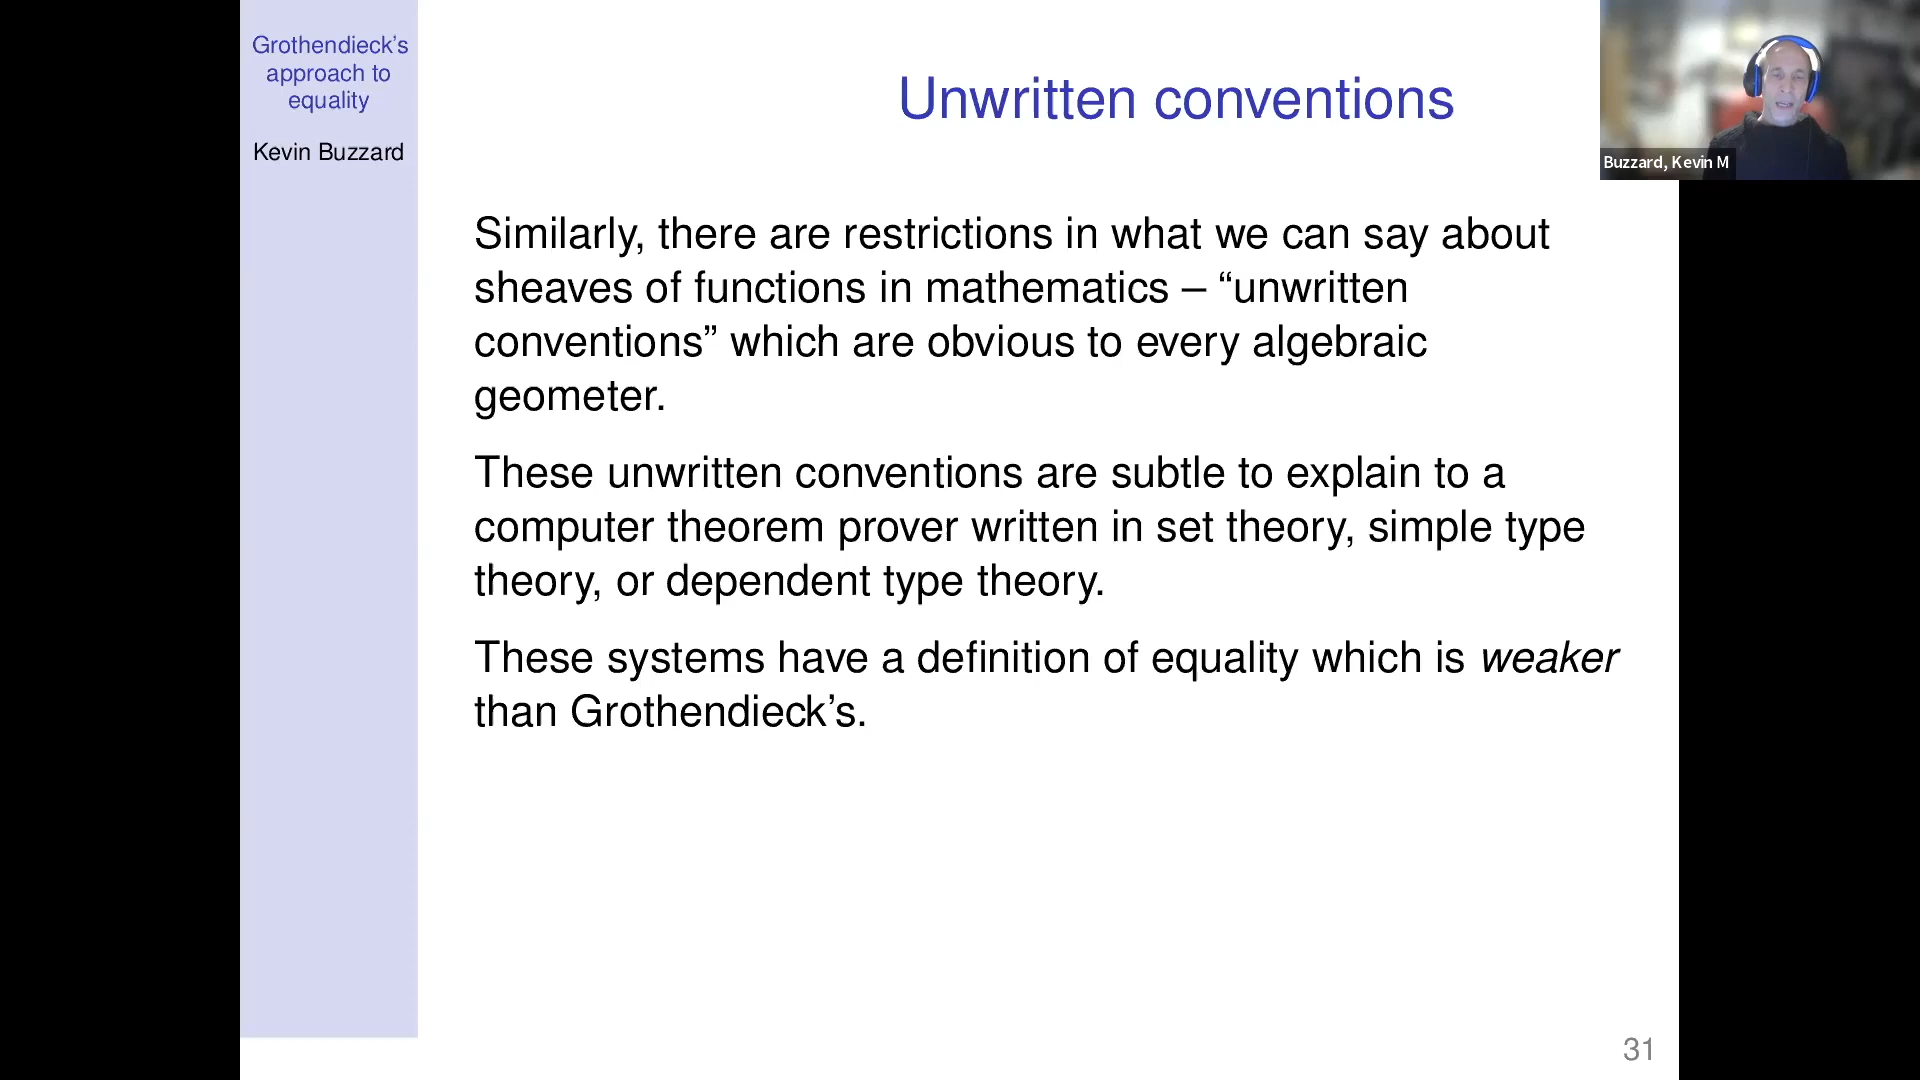 Grothendieck's
approach to
equality
Kevin Buzzard
Unwritten conventions
Buzzard, Kevin M
Similarly, there are restrictions in what we can say about
sheaves of functions in mathematics – “unwritten
conventions” which are obvious to every algebraic
geometer.
These unwritten conventions are subtle to explain to a
computer theorem prover written in set theory, simple type
theory, or dependent type theory.
These systems have a definition of equality which is weaker
than Grothendieck's.
31